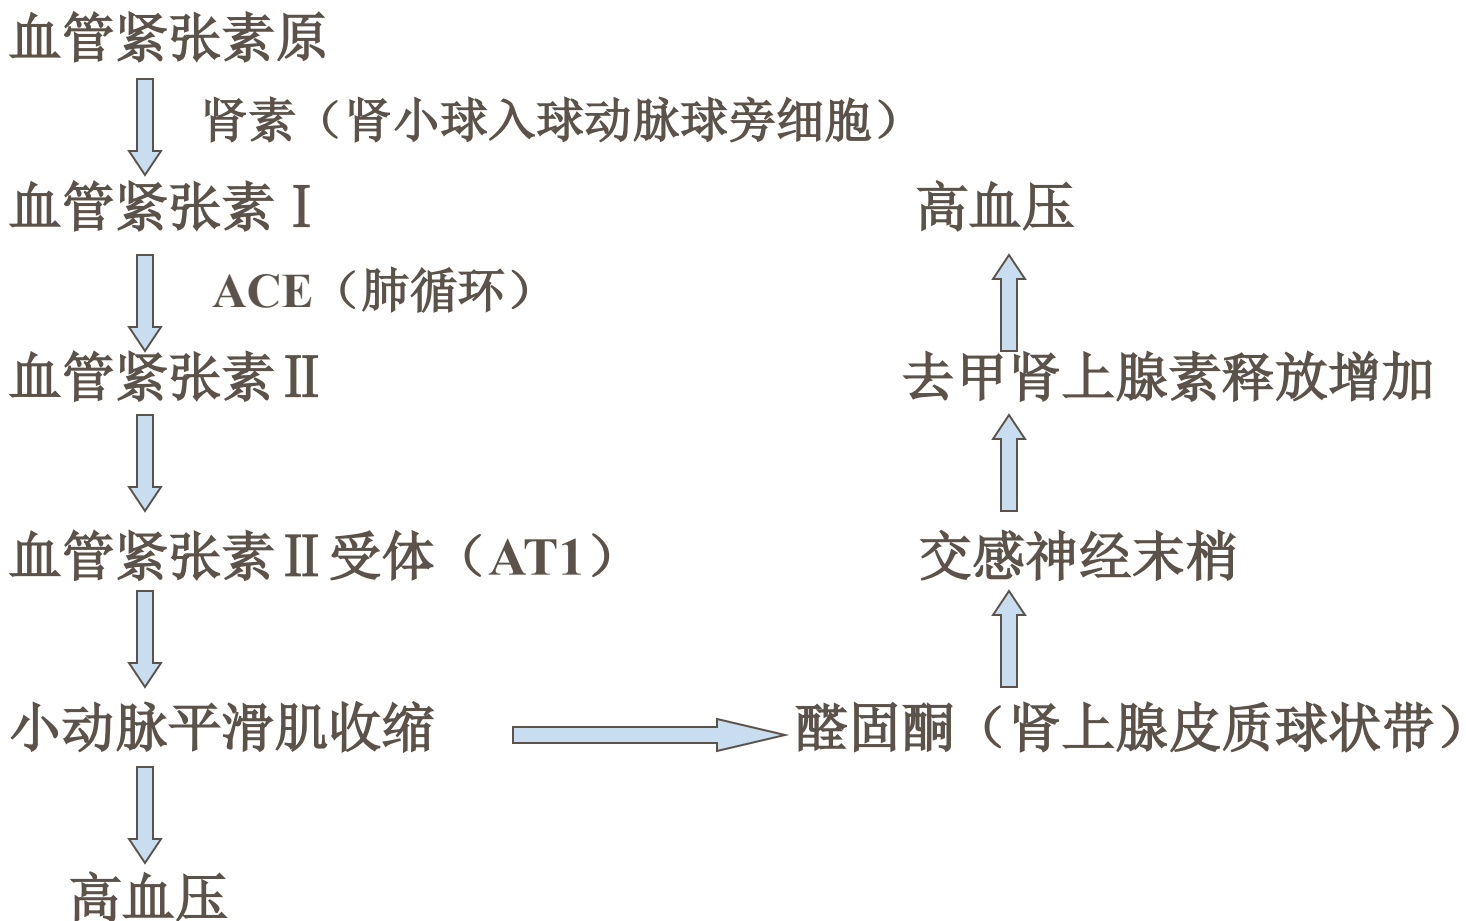 血管紧张素原
肾素（肾小球入球动脉球旁细胞）
血管紧张素Ⅰ
ACE（肺循环）
血管紧张素Ⅱ
血管紧张素Ⅱ受体（AT1）
小动脉平滑肌收缩
高血压
醛固酮（肾上腺皮质球状带）
交感神经末梢
去甲肾上腺素释放增加
高血压